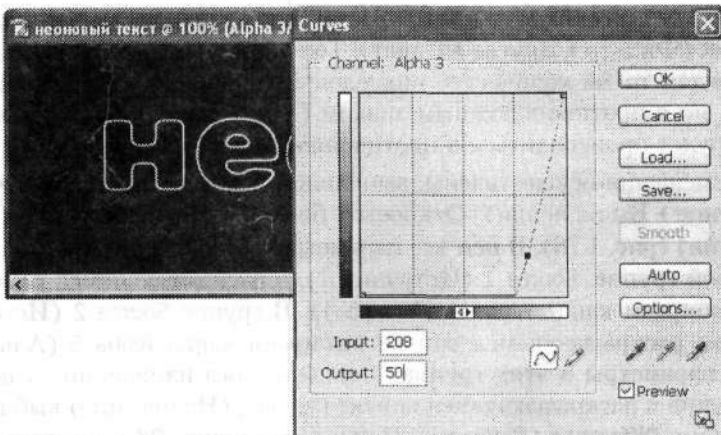 неоновый текст @ 100% (Alpha 3/
Curves
Channel: Alpha 3
OK
Cancel
Load...
Save...
Smooth
Auto
Options...
Preview
Input: 208
Output: 50
нео